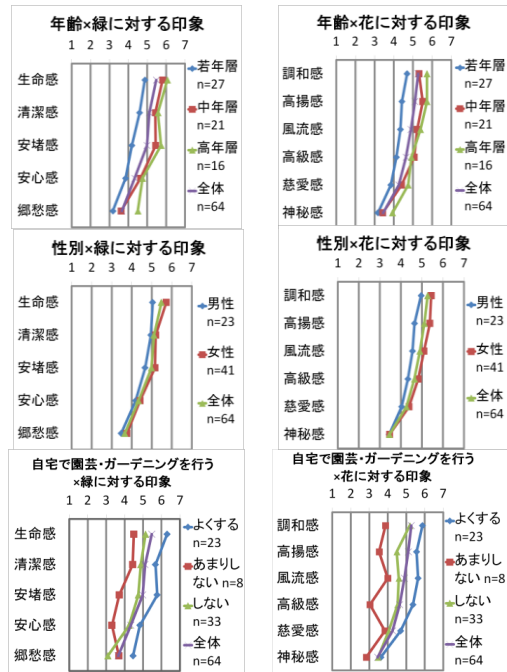 年齢×緑に対する印象
1 2 3 4 5 6 7
生命感
清潔感
安堵感
安心感
郷愁感
若年層
n=27
中年層
n=21
高年層
n=16
全体
n=64
年齢×花に対する印象
1 2 3 4 5 6 7
調和感
高揚感
風流感
高級感
慈愛感
神秘感
若年層
n=27
中年層
n=21
高年層
n=16
全体
n=64
性別×緑に対する印象
1 2 3 4 5 6 7
生命感
清潔感
安堵感
安心感
郷愁感
男性
n=23
女性
n=41
全体
n=64
性別×花に対する印象
1 2 3 4 5 6 7
調和感
高揚感
風流感
高級感
慈愛感
神秘感
男性
n=23
女性
n=41
全体
n=64
自宅で園芸・ガーデニングを行う
×緑に対する印象
1 2 3 4 5 6 7
生命感
清潔感
安堵感
安心感
郷愁感
よくする
n=23
あまりし
ない n=8
しない
n=33
全体
n=64
自宅で園芸・ガーデニングを行う
×花に対する印象
1 2 3 4 5 6 7
調和感
高揚感
風流感
高級感
慈愛感
神秘感
よくする
n=23
あまりし
ない n=8
しない
n=33
全体
n=64